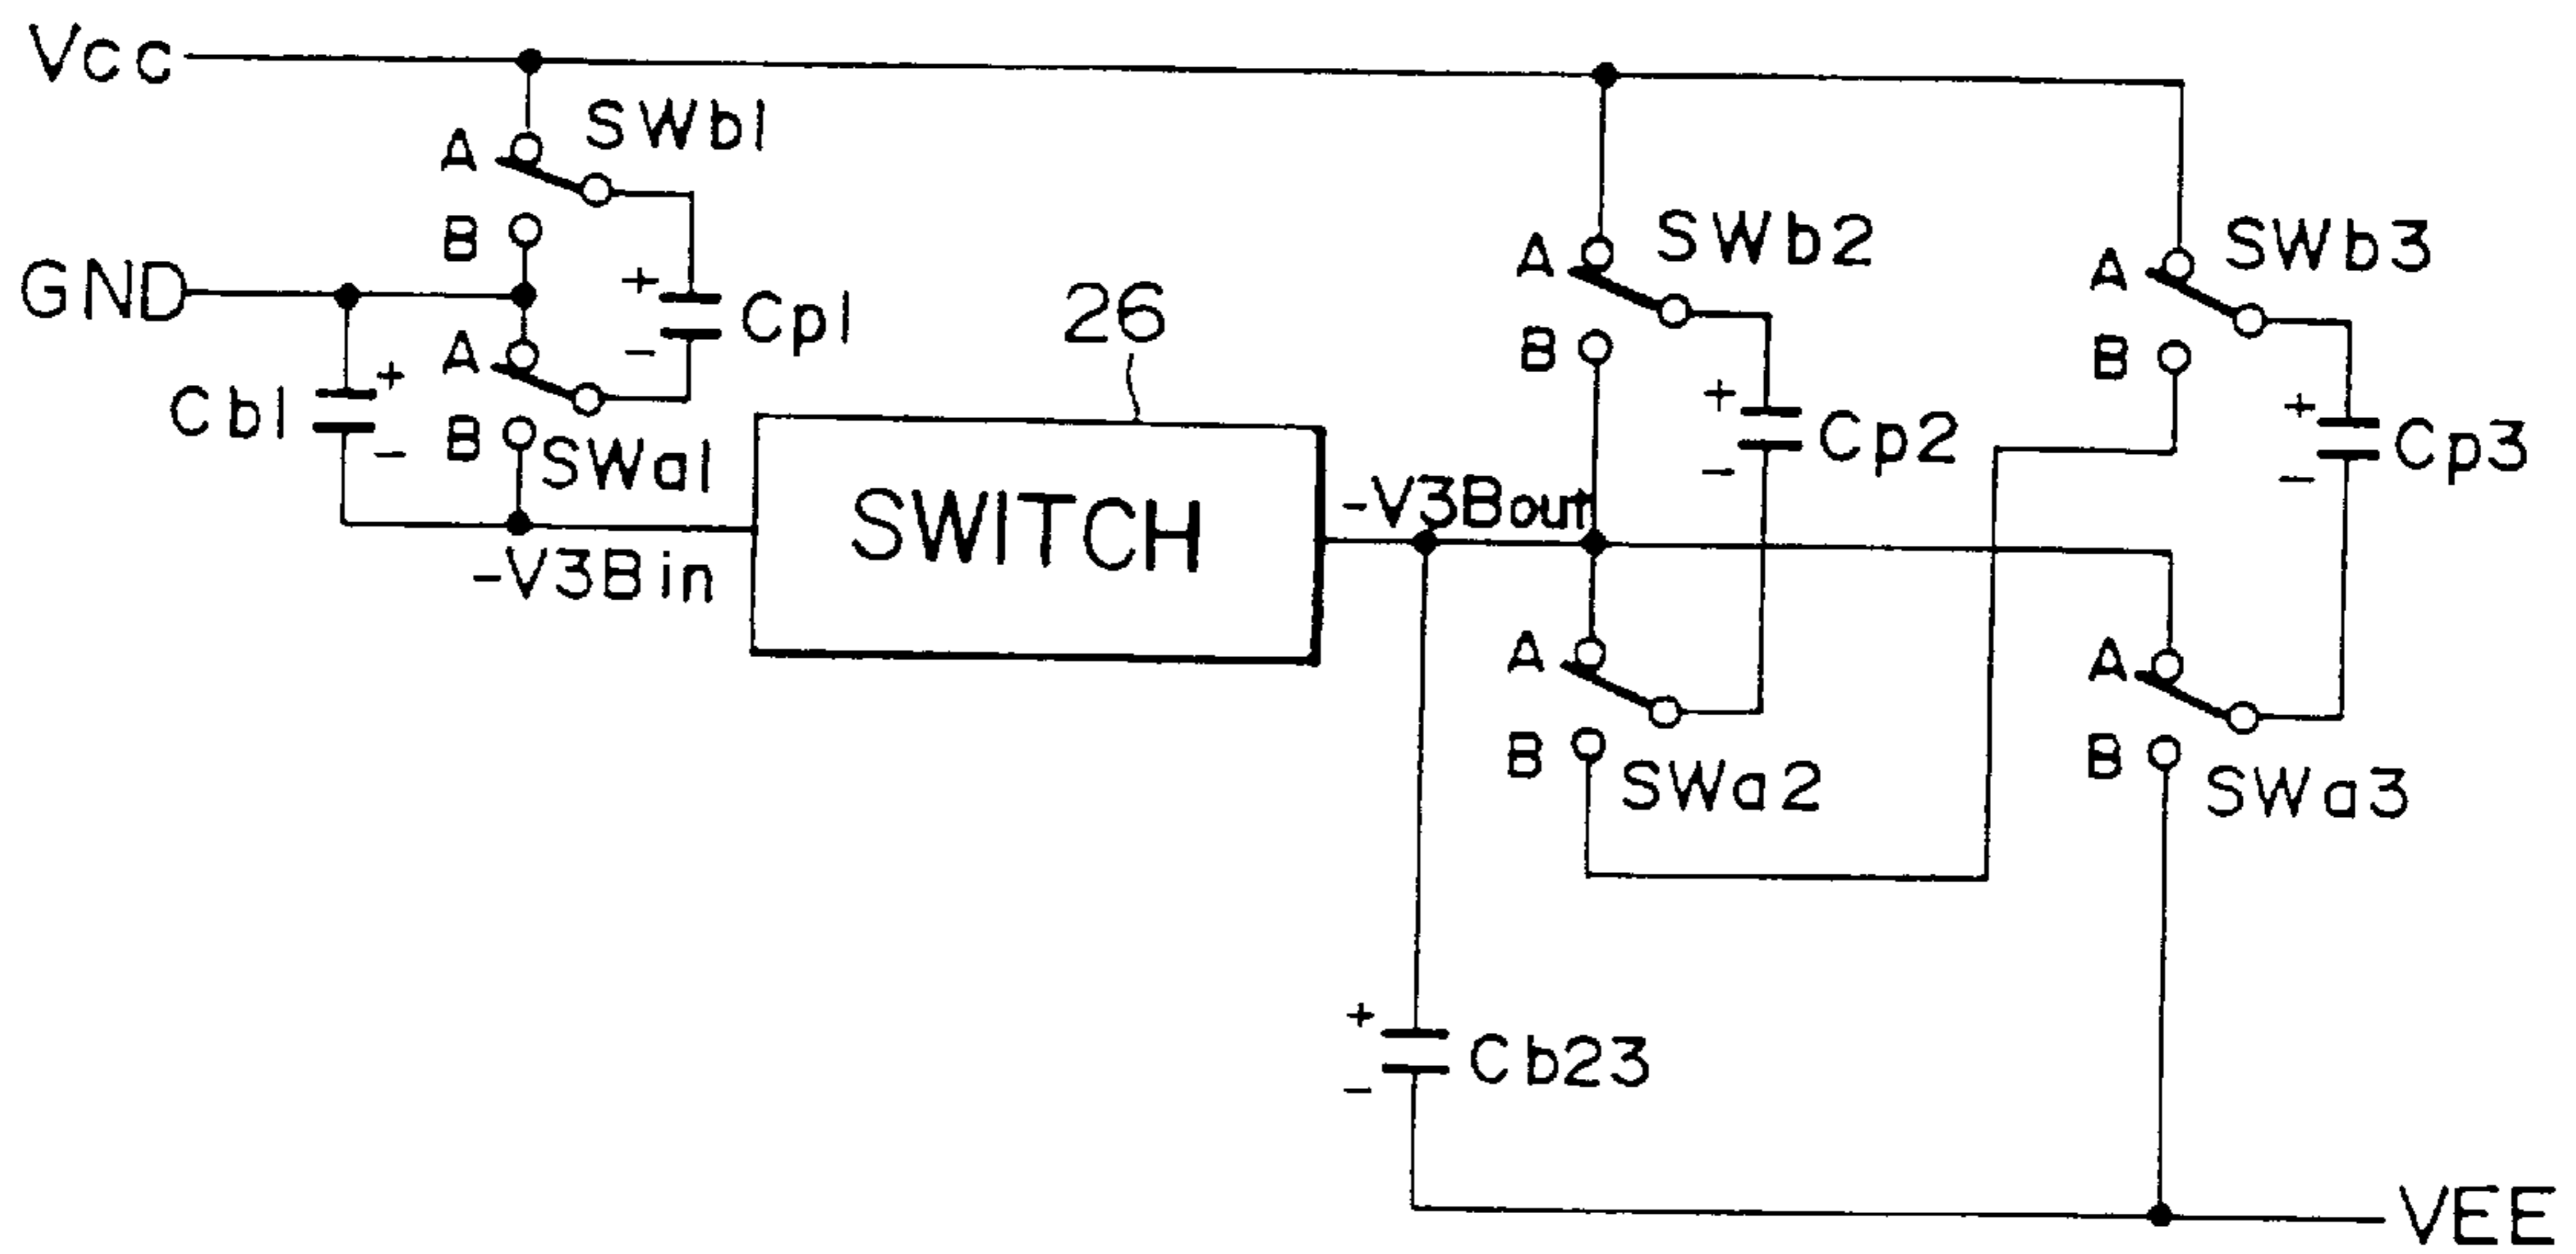 Vcc
SWb1
A
B
GND
+
-
Cp1
A
B
SWa1
+
-
Cb1
-V3Bin
26
SWITCH
-V3Bout
A
B
SWb2
+
-
Cp2
A
B
SWa2
A
B
SWb3
+
-
Cp3
A
B
SWa3
+
-
Cb23
VEE